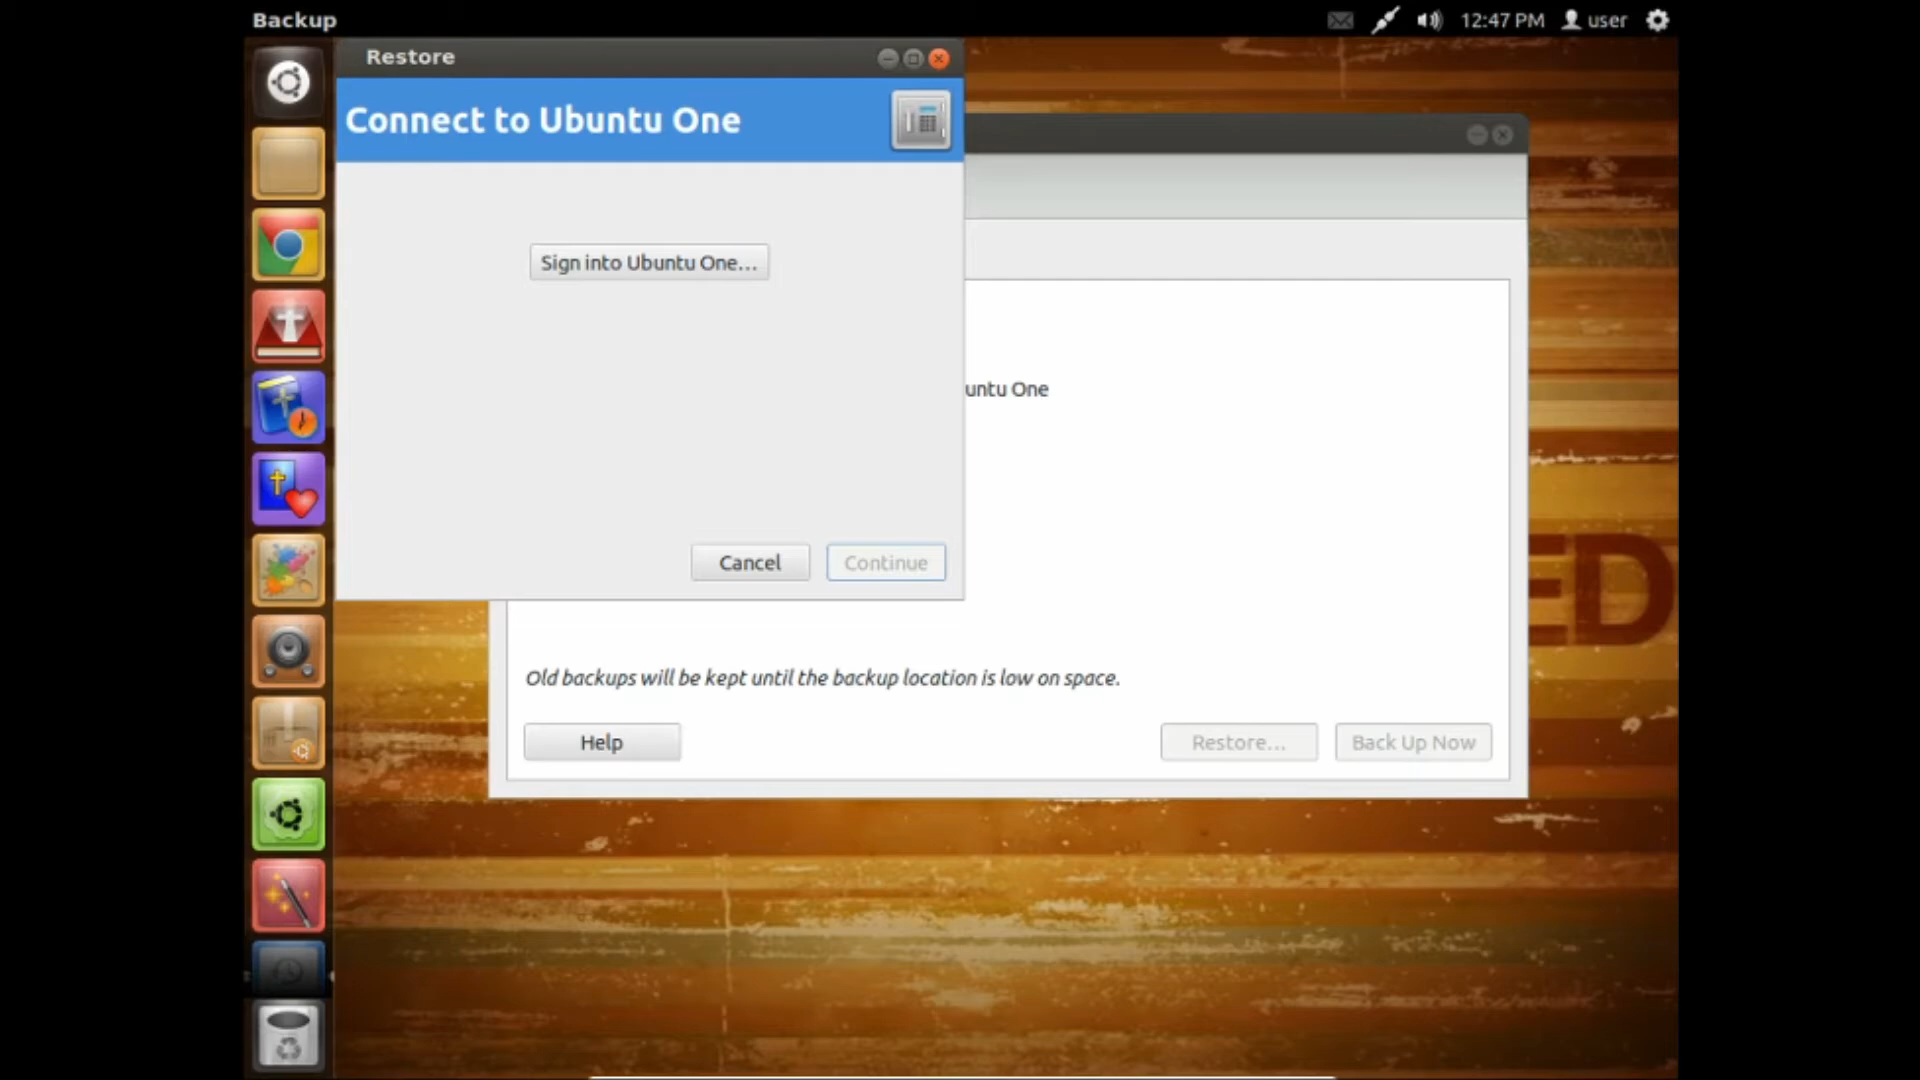 Backup
12:47 PM
user
Restore
Connect to Ubuntu One
Sign into Ubuntu One...
untu One
Cancel
Continue
ED
Old backups will be kept until the backup location is low on space.
Help
Restore...
Back Up Now